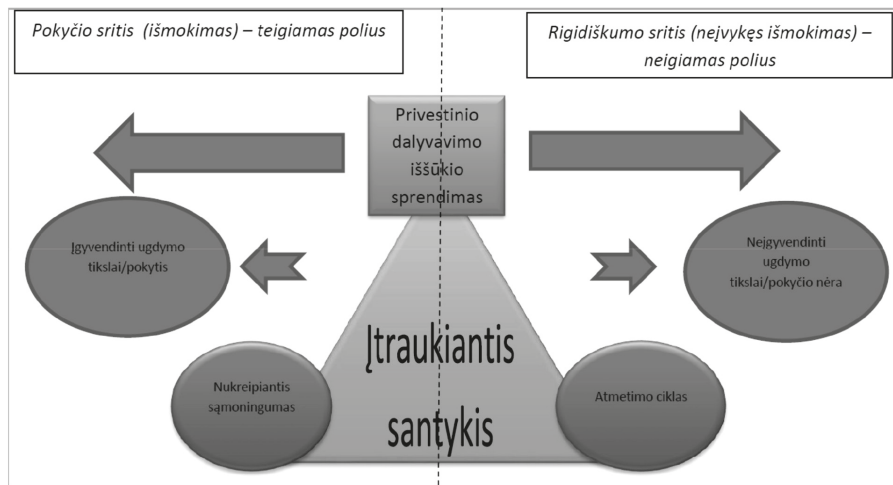 Pokyčio sritis (išmokimas) – teigiamas polius
Rigidiškumo sritis (neįvykęs išmokimas) –
neigiamas polius
Privestinio
dalyvavimo
iššūkio
sprendimas
Įgyvendinti ugdymo
tikslai/pokytis
Neįgyvendinti
ugdymo
tikslai/pokyčio nėra
Įtraukiantis
santykis
Nukreipiantis
sąmoningumas
Atmetimo ciklas